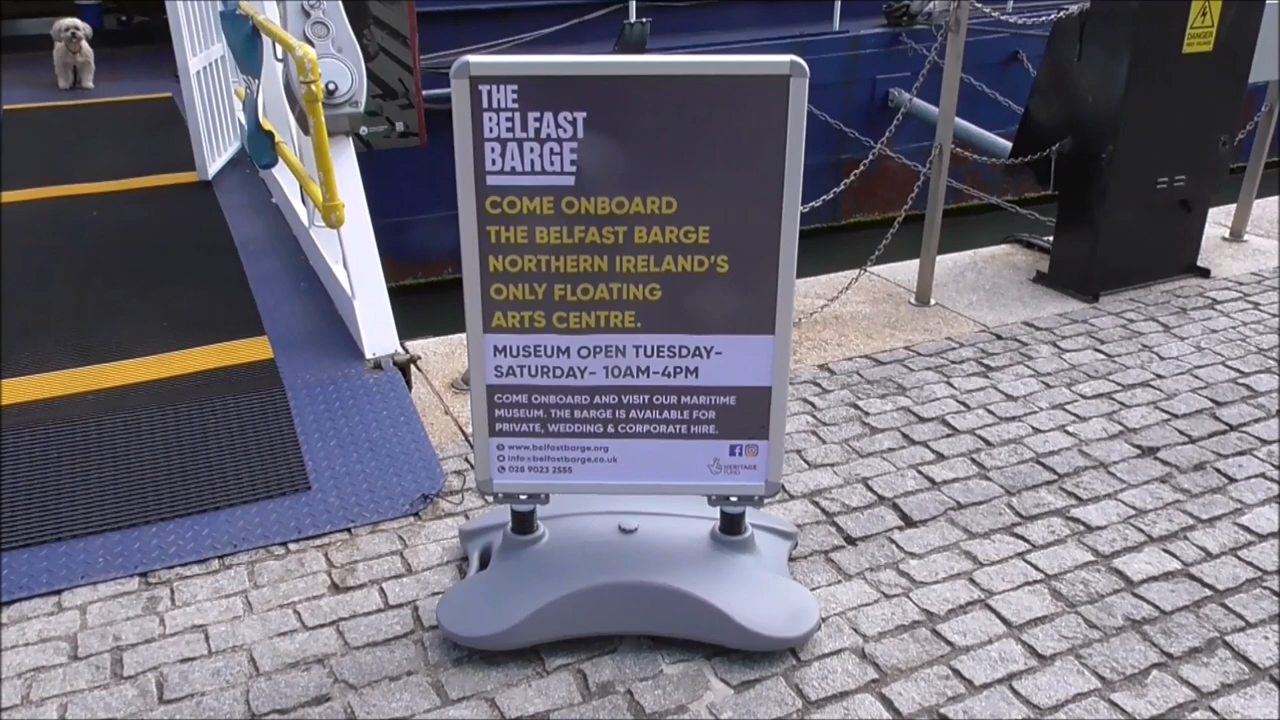 THE
BELFAST
BARGE
COME ONBOARD
THE BELFAST BARGE
NORTHERN IRELAND'S
ONLY FLOATING
ARTS CENTRE.
MUSEUM OPEN TUESDAY-
SATURDAY- 10AM-4PM
COME ONBOARD AND VISIT OUR MARITIME
MUSEUM. THE BARGE IS AVAILABLE FOR
PRIVATE, WEDDING & CORPORATE HIRE.
www.belfastbarge.org
info@belfastbarge.co.uk
028 9023 2555
HERITAGE
FUND
DANGER